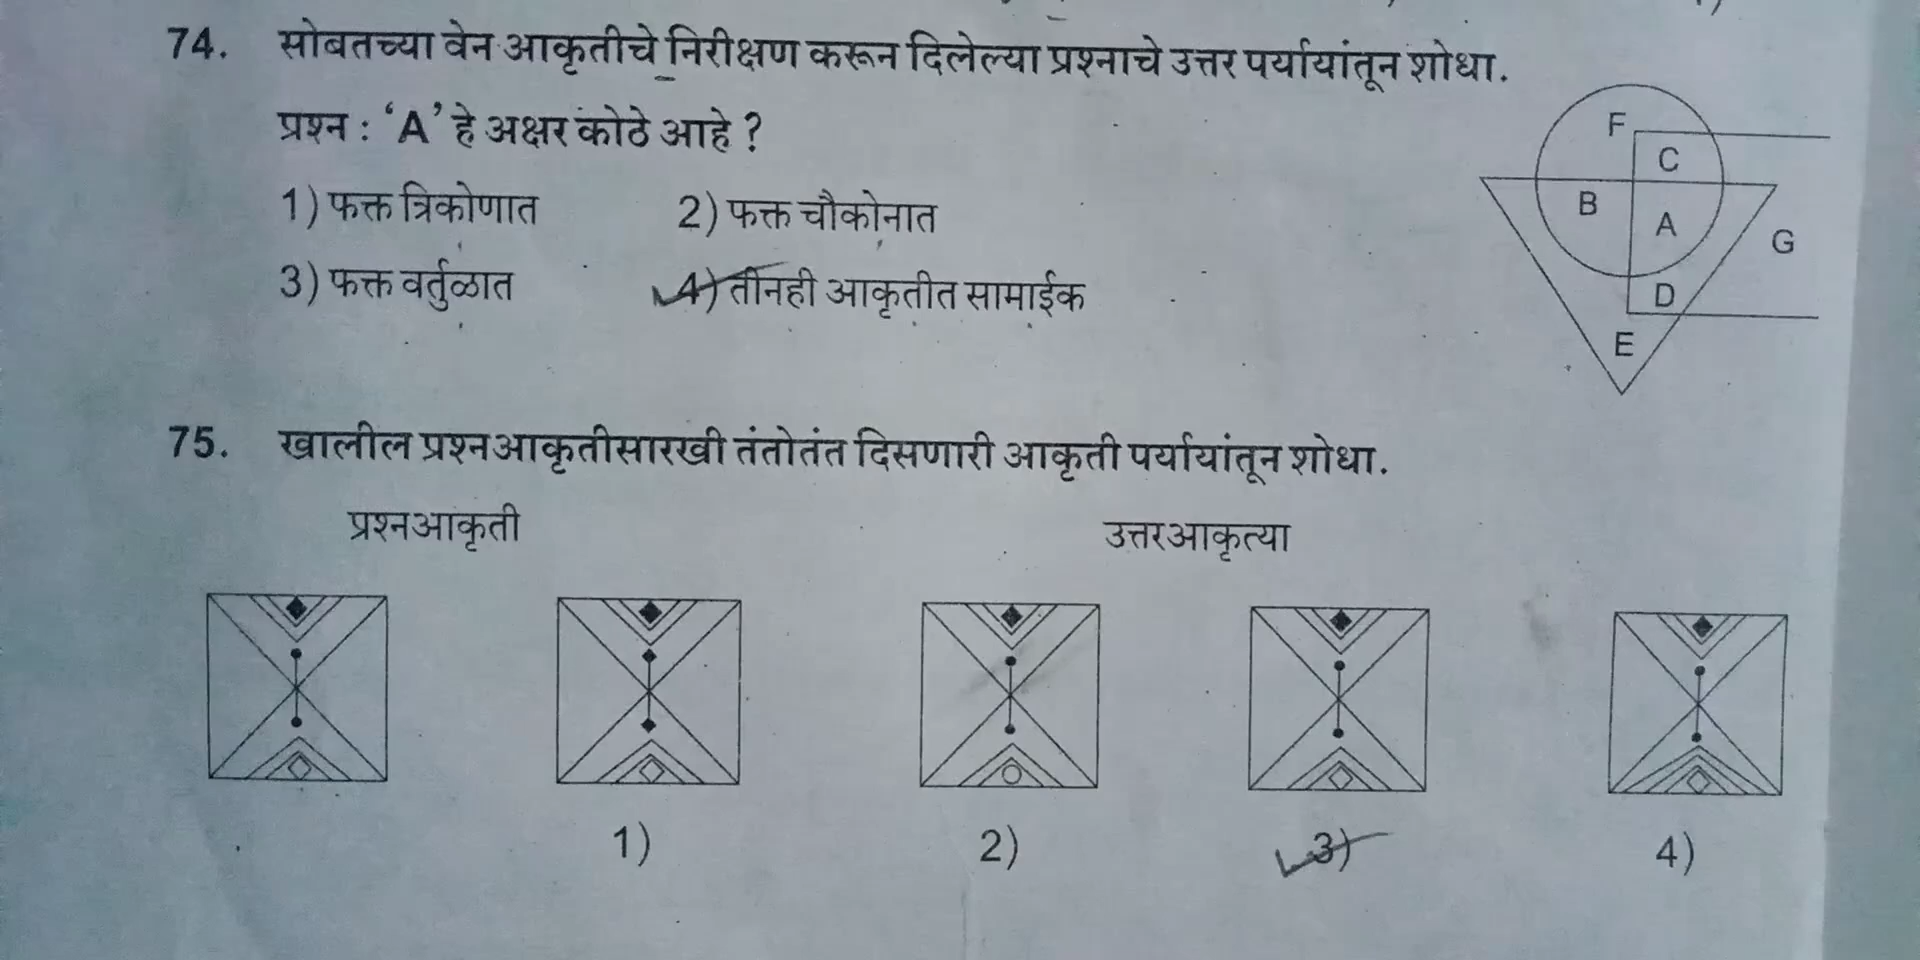 74. सोबतच्या वेन आकृतीचे निरीक्षण करून दिलेल्या प्रश्नाचे उत्तर पर्यायांतून शोधा.
प्रश्न : ‘A’ हे अक्षर कोठे आहे ?
1) फक्त त्रिकोणात 2) फक्त चौकोनात
3) फक्त वर्तुळात 4) तीनही आकृतीत सामाईक
F
C
B
A
G
D
E
75. खालील प्रश्नआकृतीसारखी तंतोतंत दिसणारी आकृती पर्यायांतून शोधा.
प्रश्नआकृती उत्तरआकृत्या
1) 2) 3) 4)